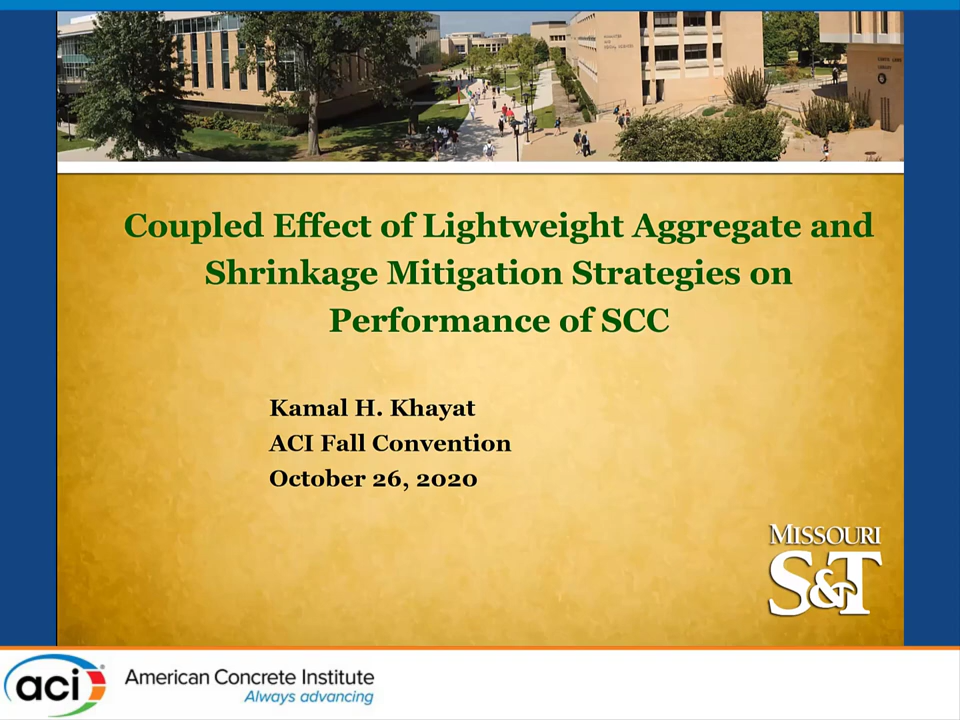 Coupled Effect of Lightweight Aggregate and
Shrinkage Mitigation Strategies on
Performance of SCC
Kamal H. Khayat
ACI Fall Convention
October 26, 2020
MISSOURI
S&T
aci
American Concrete Institute
Always advancing